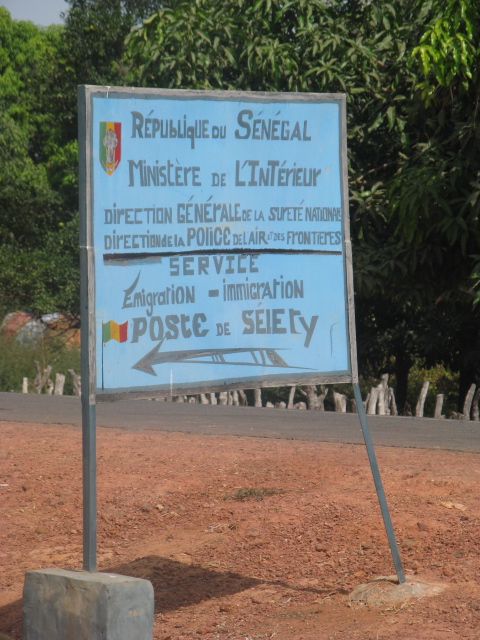 République du Sénégal
Ministère de L'Intérieur
Direction Générale de la Sureté Nationale
Direction de la Police de L'Air et des Frontières
SERVICE
Emigration - immigration
Poste de Séléty